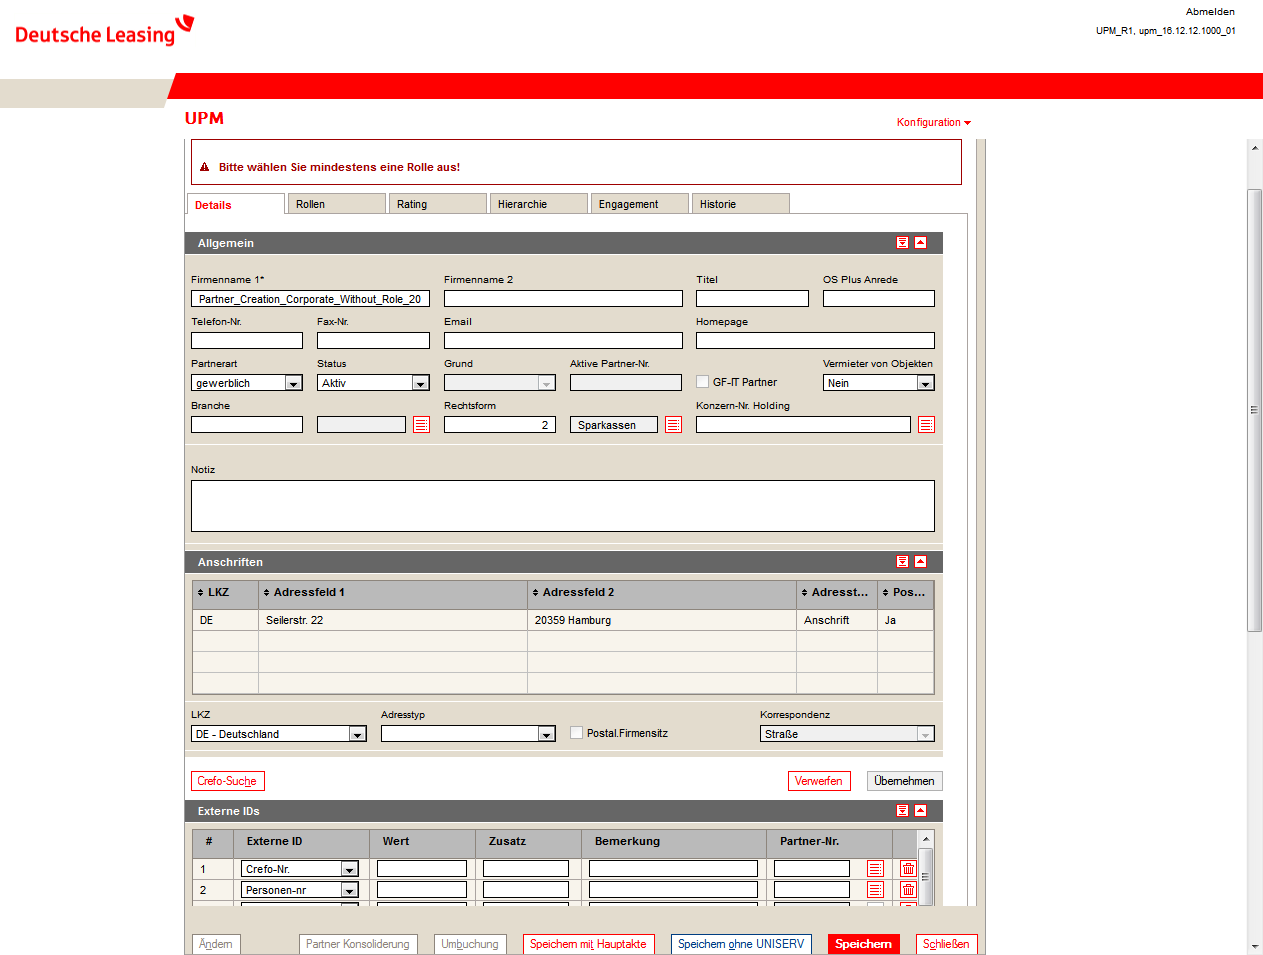 Abmelden
Deutsche Leasing
UPM_R1, upm_16.12.12.1000_01
UPM
Konfiguration
Bitte wählen Sie mindestens eine Rolle aus!
Details Rollen Rating Hierarchie Engagement Historie
Allgemein
Firmenname 1* Firmenname 2 Titel OS Plus Anrede
Partner_Creation_Corporate_Without_Role_20
Telefon-Nr. Fax-Nr. Email Homepage
Partnerart Status Grund Aktive Partner-Nr. Vermieter von Objekten
gewerblich Aktiv GF-IT Partner Nein
Branche Rechtsform Konzern-Nr. Holding
2 Sparkassen
Notiz
Anschriften
LKZ Adressfeld 1 Adressfeld 2 Adresst... Pos...
DE Seilerstr. 22 20359 Hamburg Anschrift Ja
LKZ Adresstyp Korrespondenz
DE - Deutschland Postal.Firmensitz Straße
Crefo-Suche Verwerfen Übernehmen
Externe IDs
# Externe ID Wert Zusatz Bemerkung Partner-Nr.
1 Crefo-Nr.
2 Personen-nr
Ändern Partner Konsolidierung Umbuchung Speichern mit Hauptakte Speichern ohne UNISERV Speichern Schließen